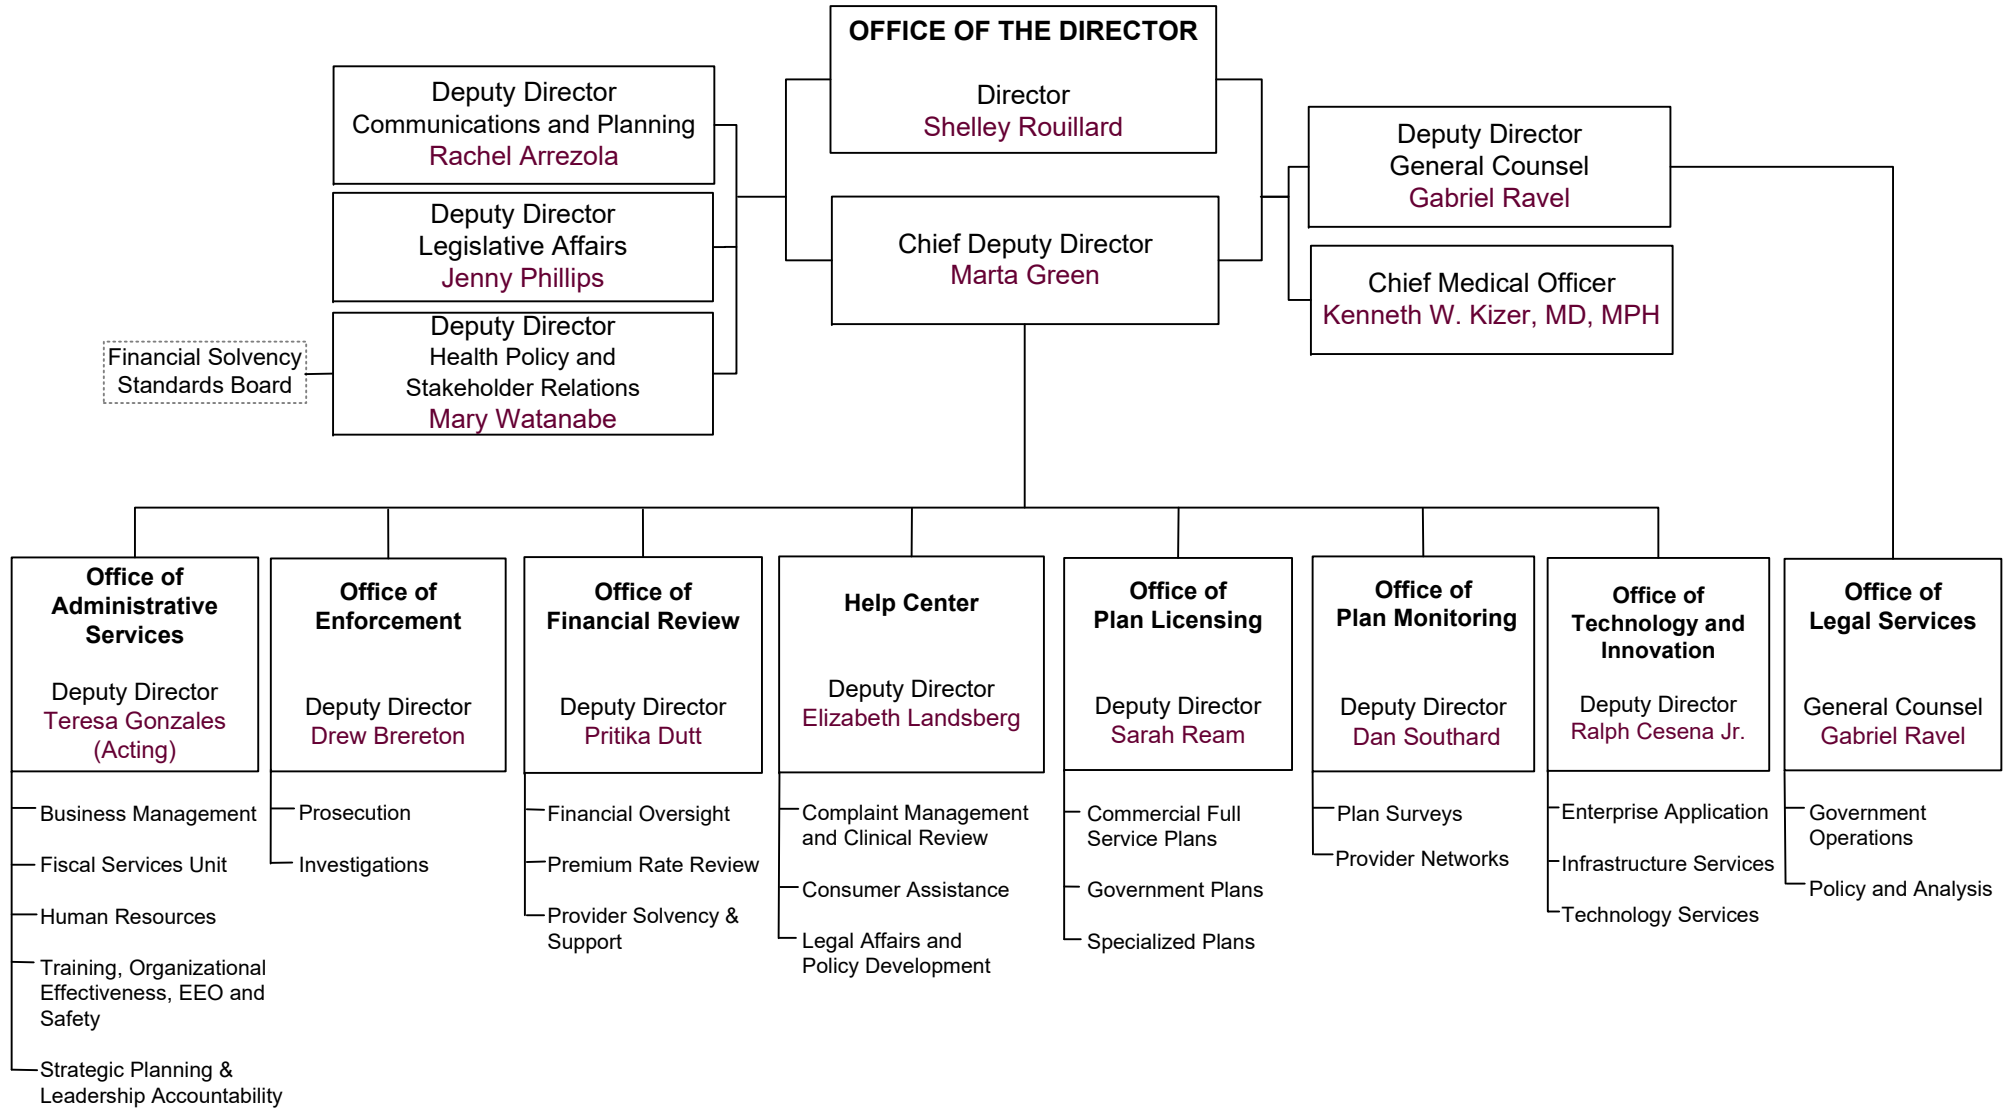 OFFICE OF THE DIRECTOR
Director
Shelley Rouillard
Deputy Director
Communications and Planning
Rachel Arrezola
Deputy Director
General Counsel
Gabriel Ravel
Deputy Director
Legislative Affairs
Jenny Phillips
Chief Deputy Director
Marta Green
Chief Medical Officer
Kenneth W. Kizer, MD, MPH
Financial Solvency
Standards Board
Deputy Director
Health Policy and
Stakeholder Relations
Mary Watanabe
Office of
Administrative
Services
Deputy Director
Teresa Gonzales
(Acting)
Business Management
Fiscal Services Unit
Human Resources
Training, Organizational
Effectiveness, EEO and
Safety
Strategic Planning &
Leadership Accountability
Office of
Enforcement
Deputy Director
Drew Brereton
Prosecution
Investigations
Office of
Financial Review
Deputy Director
Pritika Dutt
Financial Oversight
Premium Rate Review
Provider Solvency &
Support
Help Center
Deputy Director
Elizabeth Landsberg
Complaint Management
and Clinical Review
Consumer Assistance
Legal Affairs and
Policy Development
Office of
Plan Licensing
Deputy Director
Sarah Ream
Commercial Full
Service Plans
Government Plans
Specialized Plans
Office of
Plan Monitoring
Deputy Director
Dan Southard
Plan Surveys
Provider Networks
Office of
Technology and
Innovation
Deputy Director
Ralph Cesena Jr.
Enterprise Application
Infrastructure Services
Technology Services
Office of
Legal Services
General Counsel
Gabriel Ravel
Government
Operations
Policy and Analysis